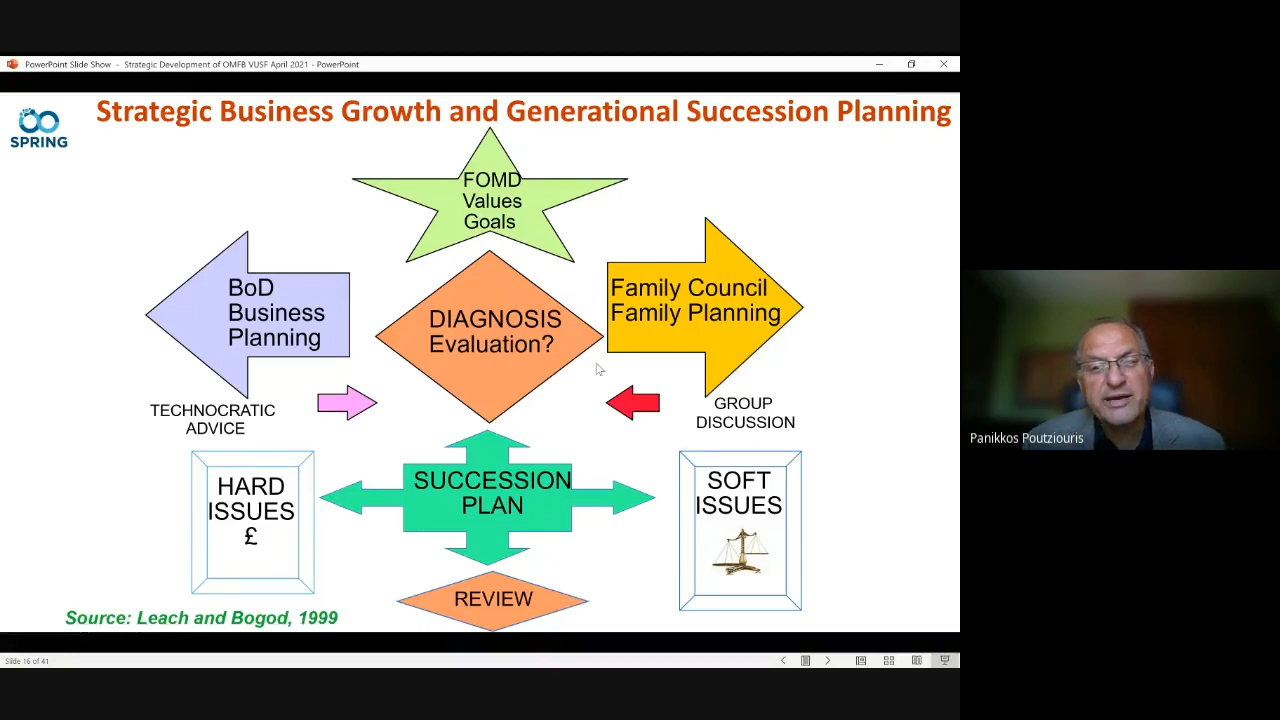 PowerPoint Slide Show - Strategic Development of OMFB VUSF April 2021 - PowerPoint
Strategic Business Growth and Generational Succession Planning
SPRING
FOMD
Values
Goals
BoD
Business
Planning
DIAGNOSIS
Evaluation?
Family Council
Family Planning
TECHNOCRATIC
ADVICE
GROUP
DISCUSSION
HARD
ISSUES
£
SUCCESSION
PLAN
SOFT
ISSUES
REVIEW
Source: Leach and Bogod, 1999
Panikkos Poutziouris
Slide 16 of 41